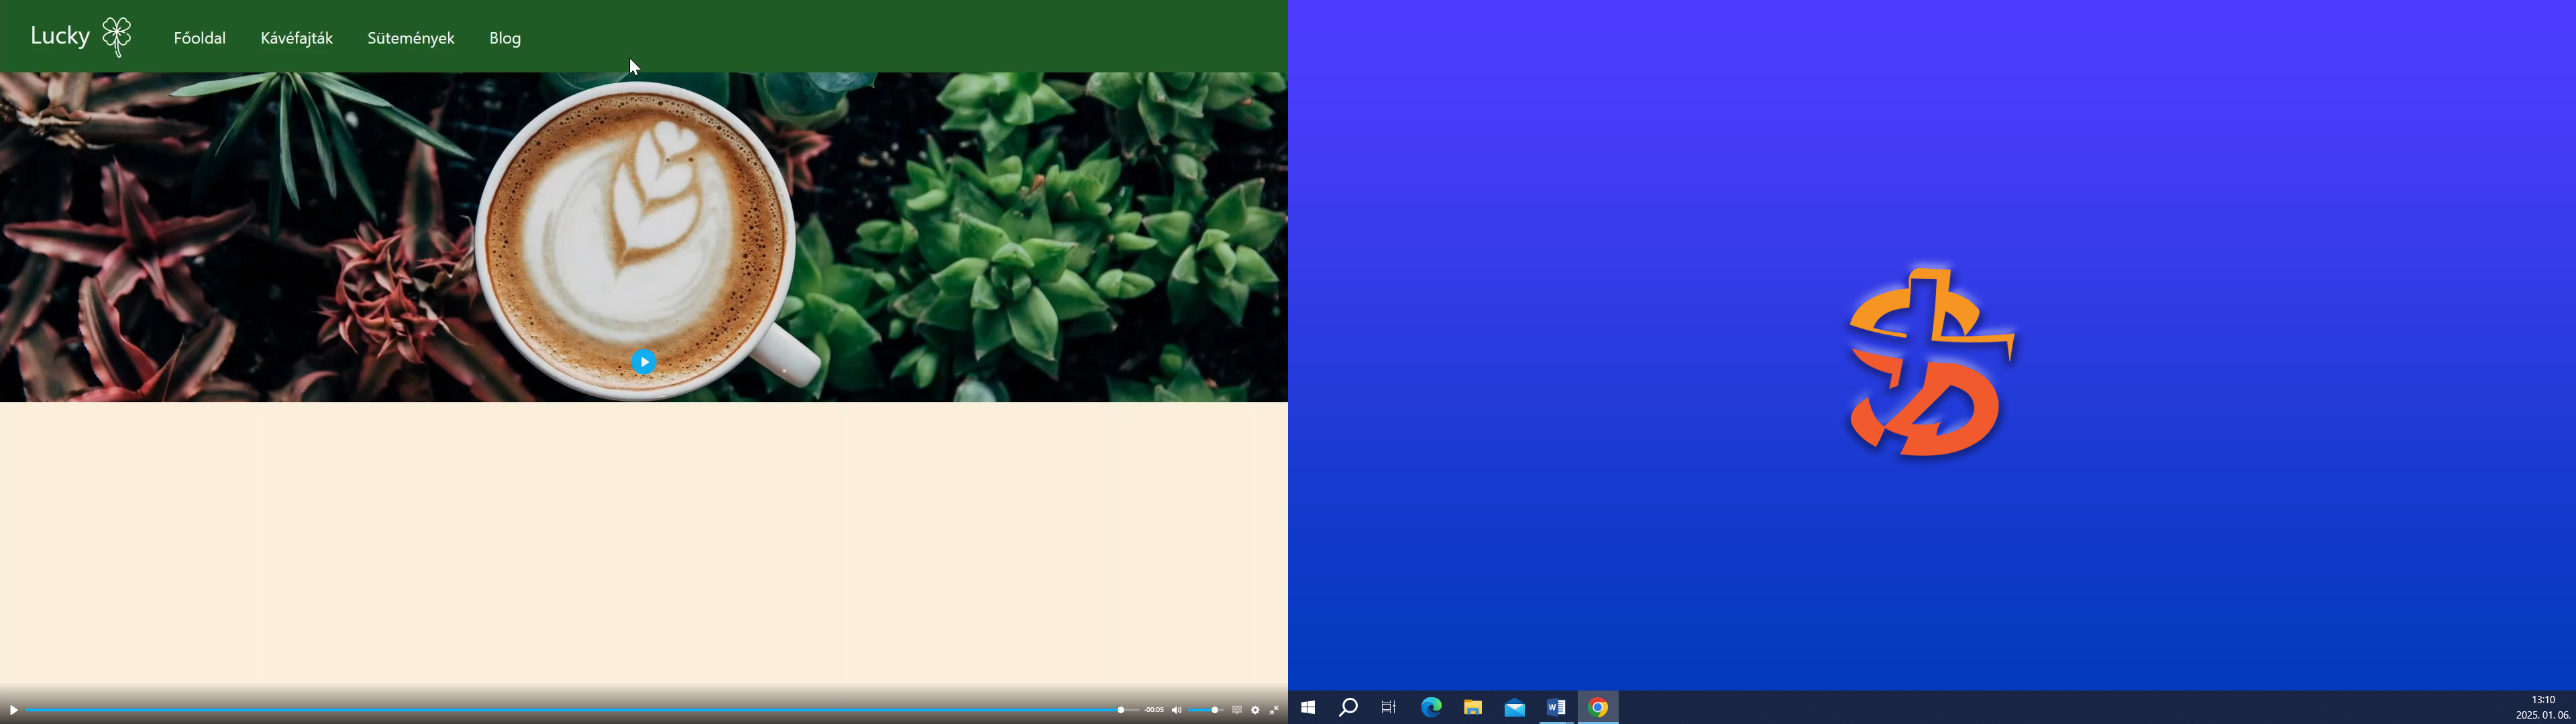 Lucky
Főoldal Kávéfajták Sütemények Blog
-00:05
13:10
2025. 01. 06.